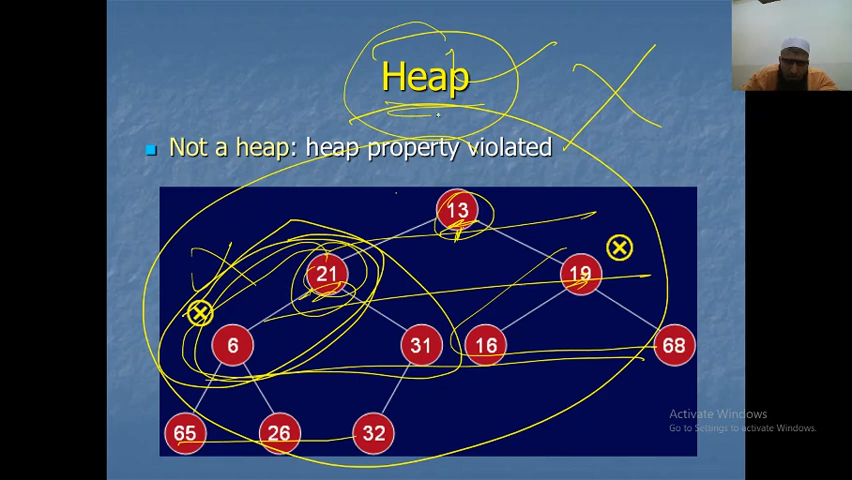 Heap
Not a heap: heap property violated
13
21 19
6 31 16 68
65 26 32
Activate Windows
Go to Settings to activate Windows.